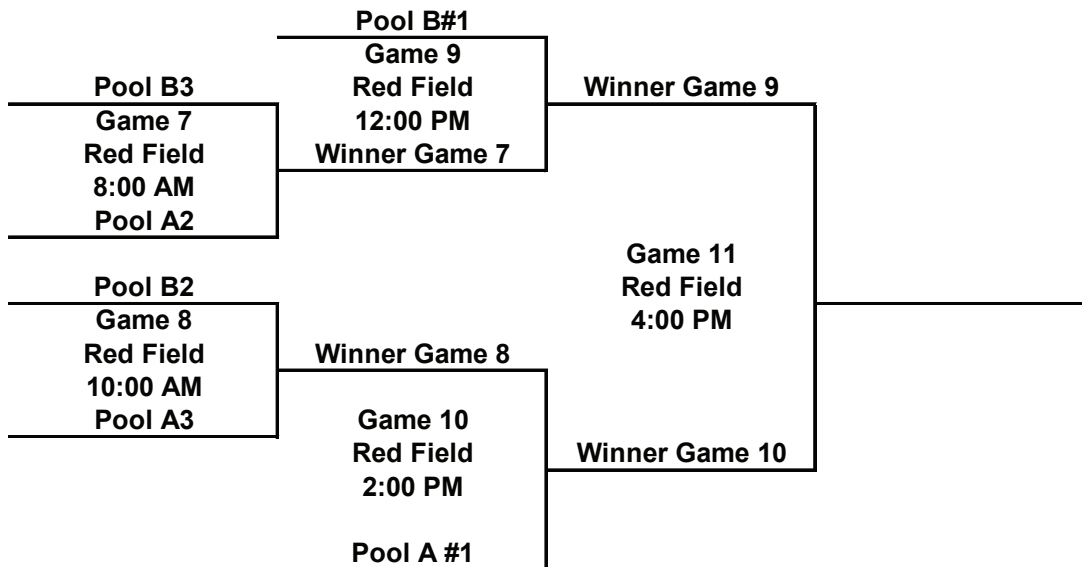 Pool B#1
Game 9
Red Field
12:00 PM
Winner Game 7
Pool B3
Game 7
Red Field
8:00 AM
Pool A2
Winner Game 9
Game 11
Red Field
4:00 PM
Pool B2
Game 8
Red Field
10:00 AM
Pool A3
Winner Game 8
Game 10
Red Field
2:00 PM
Pool A #1
Winner Game 10